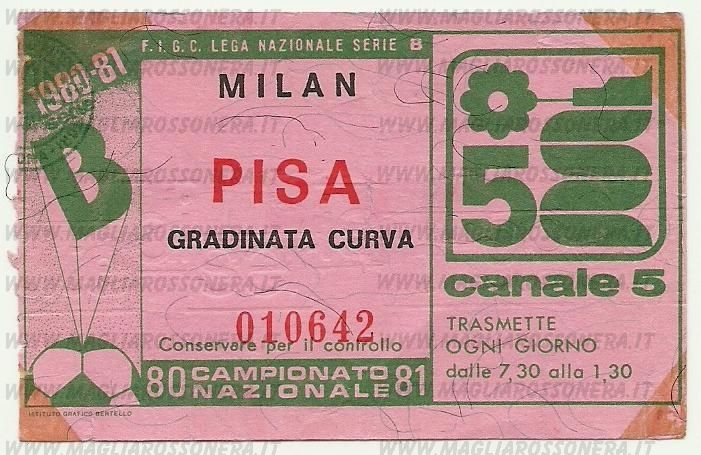 F.I.G.C. LEGA NAZIONALE SERIE B
1980-81
B
MILAN
PISA
GRADINATA CURVA
010642
Conservare per il controllo
80 CAMPIONATO NAZIONALE 81
ISTITUTO GRAFICO BERTELLO
5
canale 5
TRASMETTE
OGNI GIORNO
dalle 7,30 alla 1,30
WWW.MAGLIAROSSONERA.IT